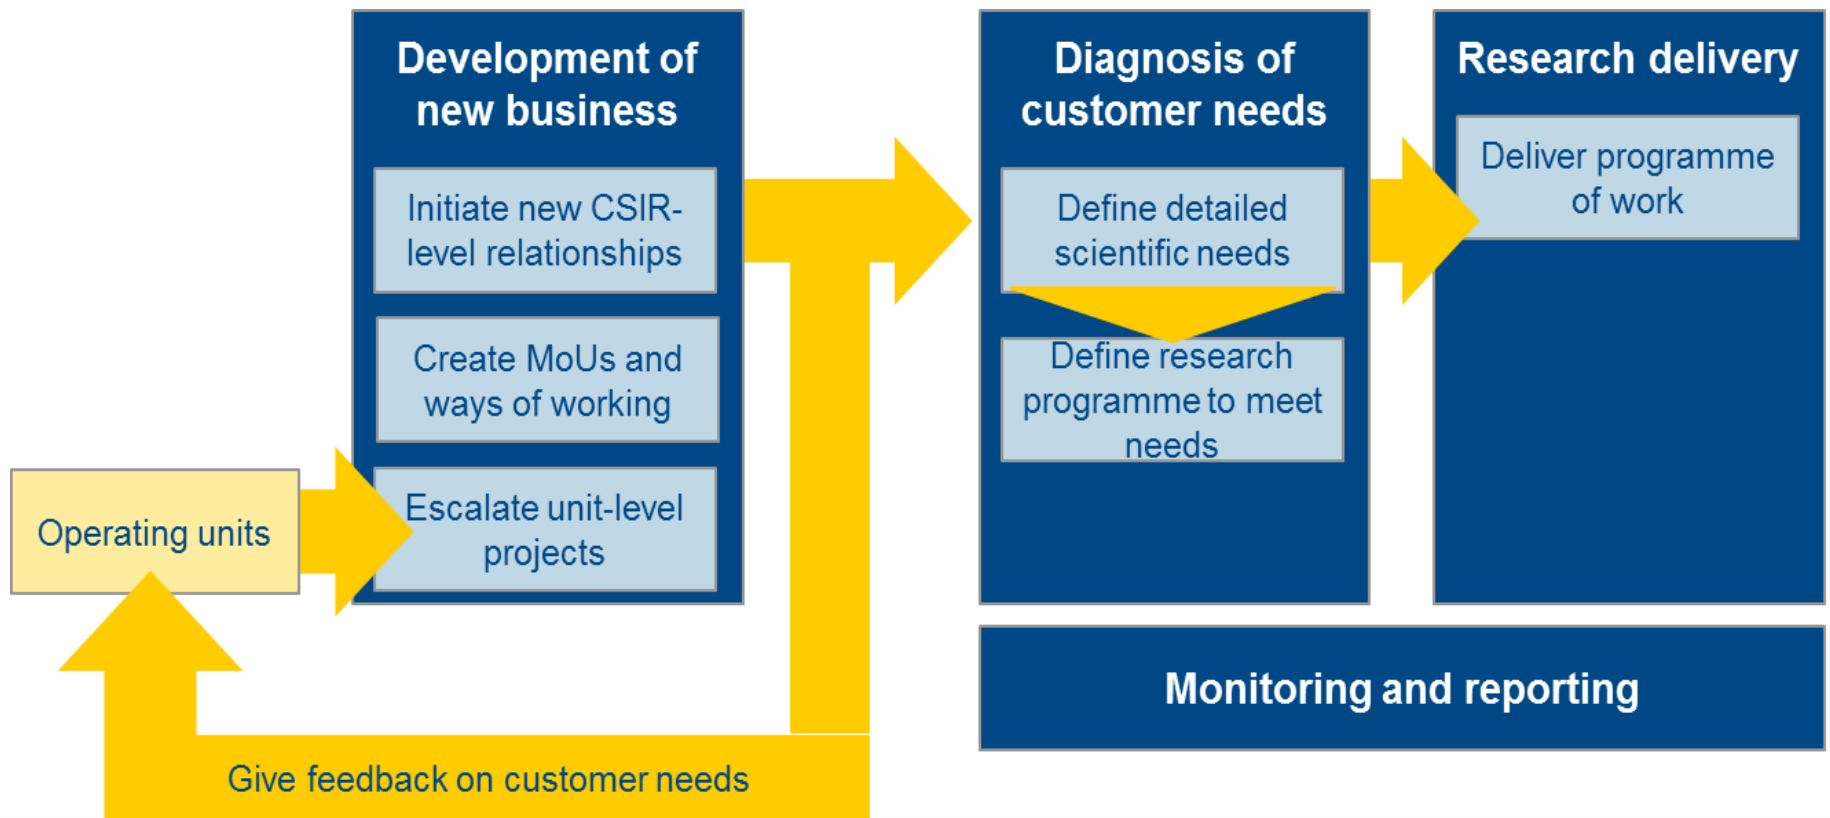 Development of
new business
Initiate new CSIR-
level relationships
Create MoUs and
ways of working
Escalate unit-level
projects
Operating units
Give feedback on customer needs
Diagnosis of
customer needs
Define detailed
scientific needs
Define research
programme to meet
needs
Research delivery
Deliver programme
of work
Monitoring and reporting